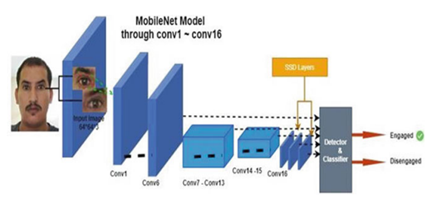 MobileNet Model
through conv1 ~ conv16
SSD Layers
Input Image
64*64*3
Conv1
Conv6
Conv7 - Conv13
Conv14 -15
Conv16
Detector
&
Classifier
Engaged
Disengaged